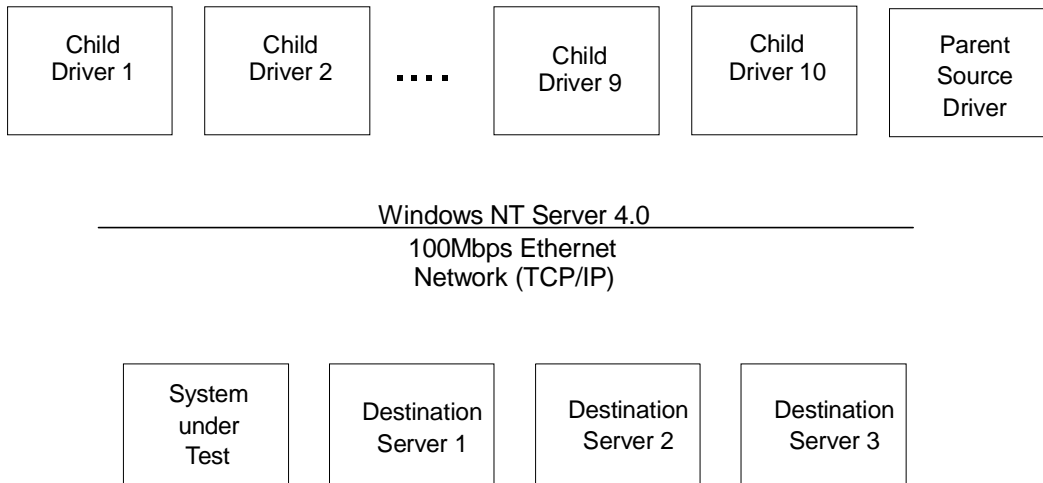 Child
Driver 1
Child
Driver 2
....
Child
Driver 9
Child
Driver 10
Parent
Source
Driver
Windows NT Server 4.0
100Mbps Ethernet
Network (TCP/IP)
System
under
Test
Destination
Server 1
Destination
Server 2
Destination
Server 3